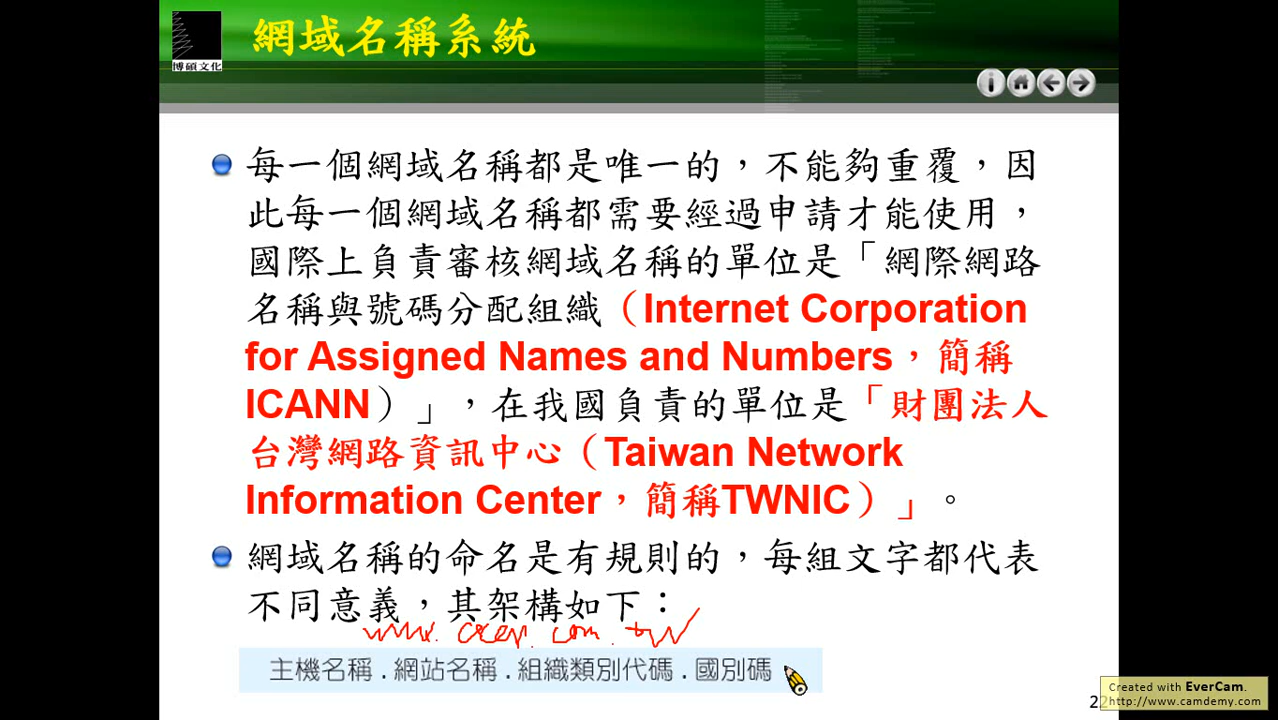 網域名稱系統
博碩文化
每一個網域名稱都是唯一的，不能夠重覆，因
此每一個網域名稱都需要經過申請才能使用，
國際上負責審核網域名稱的單位是「網際網路
名稱與號碼分配組織（Internet Corporation
for Assigned Names and Numbers，簡稱
ICANN）」，在我國負責的單位是「財團法人
台灣網路資訊中心（Taiwan Network
Information Center，簡稱TWNIC）」。
網域名稱的命名是有規則的，每組文字都代表
不同意義，其架構如下：
www. com. tw
主機名稱 . 網站名稱 . 組織類別代碼 . 國別碼
22
Created with EverCam.
http://www.camdemy.com